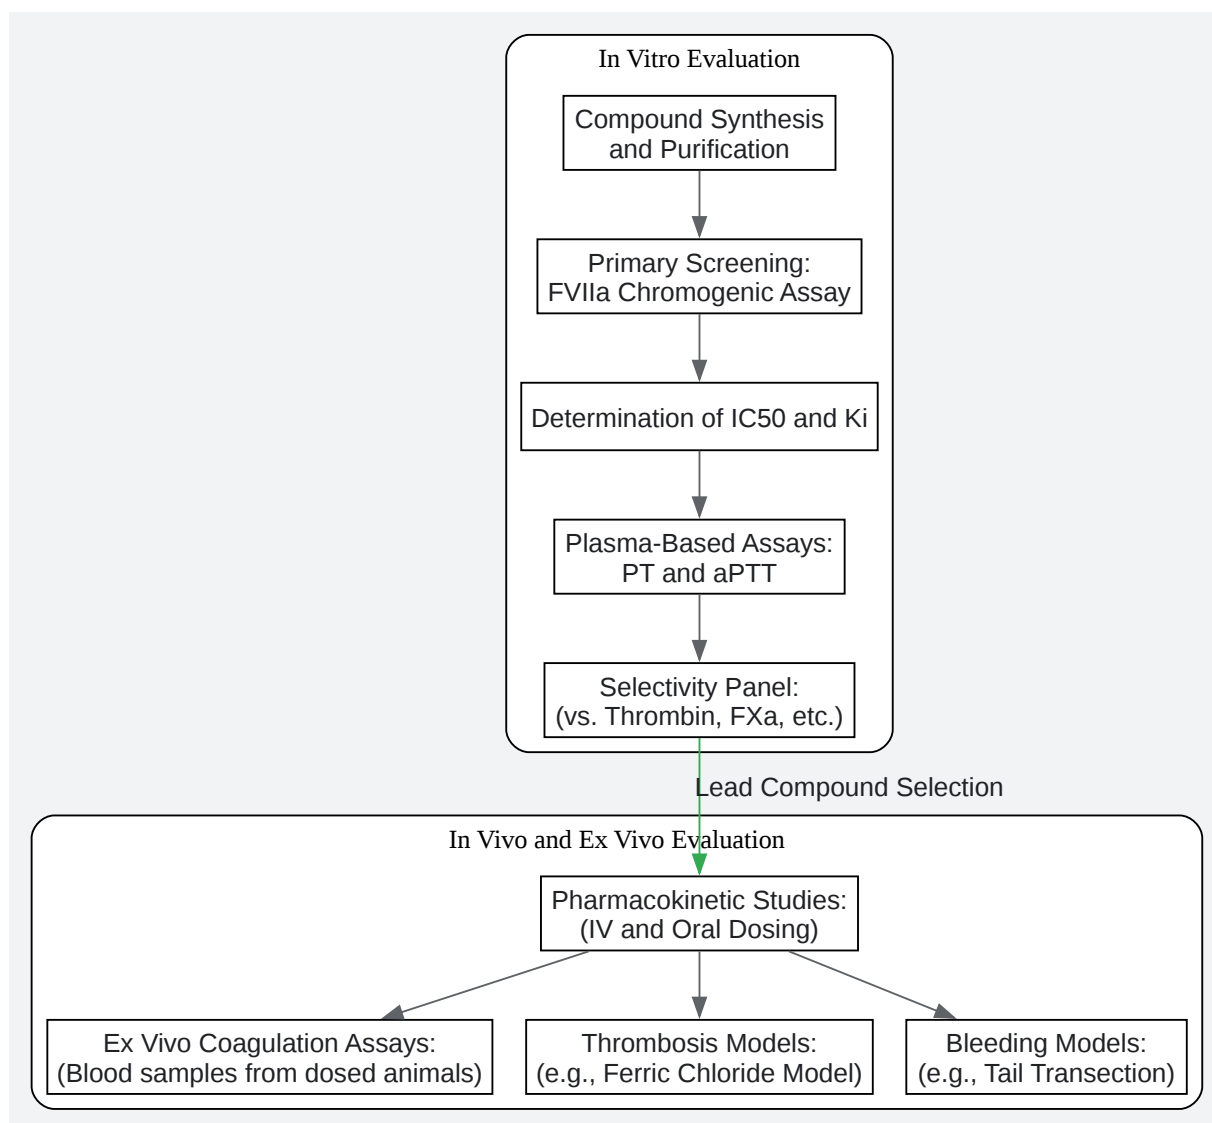 In Vitro Evaluation
Compound Synthesis
and Purification
Primary Screening:
FVIIa Chromogenic Assay
Determination of IC50 and Ki
Plasma-Based Assays:
PT and aPTT
Selectivity Panel:
(vs. Thrombin, FXa, etc.)
Lead Compound Selection
In Vivo and Ex Vivo Evaluation
Pharmacokinetic Studies:
(IV and Oral Dosing)
Ex Vivo Coagulation Assays:
(Blood samples from dosed animals)
Thrombosis Models:
(e.g., Ferric Chloride Model)
Bleeding Models:
(e.g., Tail Transection)